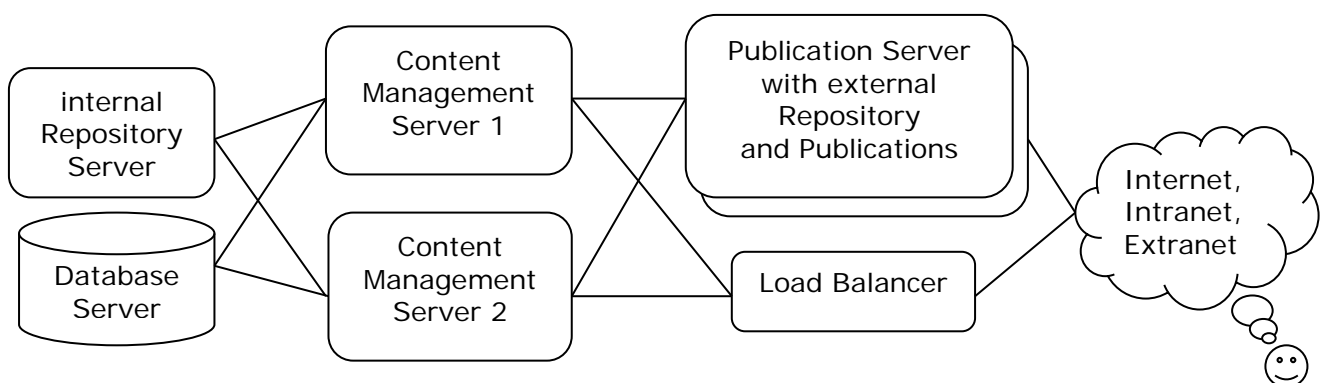 internal
Repository
Server
Database
Server
Content
Management
Server 1
Content
Management
Server 2
Publication Server
with external
Repository
and Publications
Load Balancer
Internet,
Intranet,
Extranet